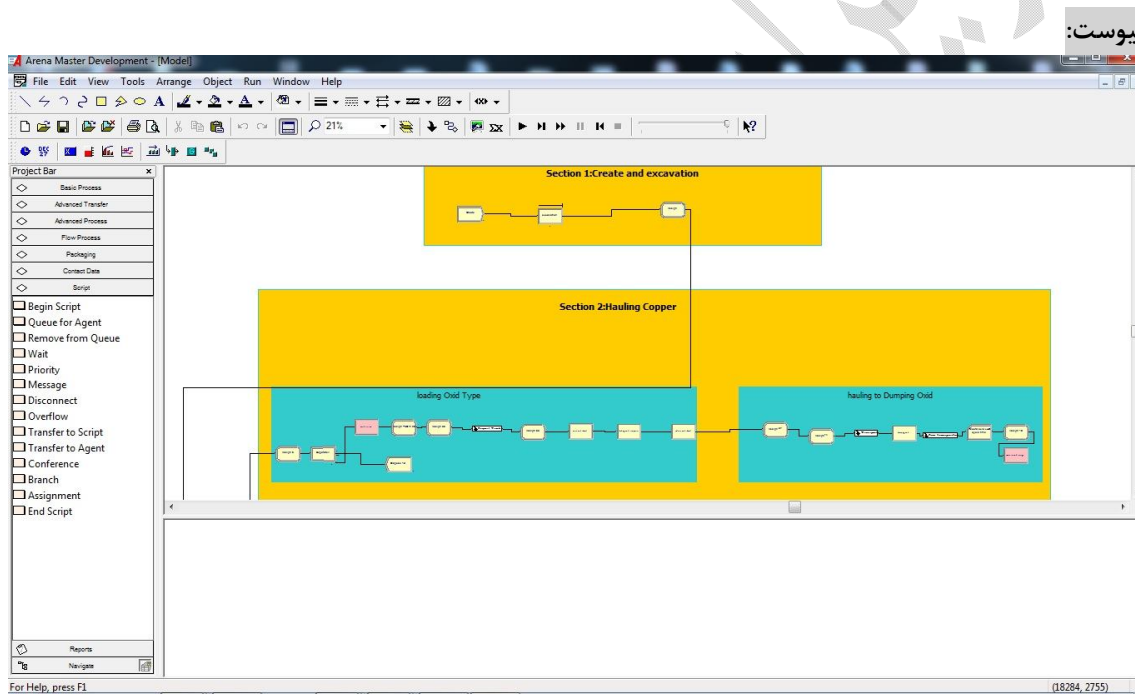 یوست:
Arena Master Development - [Model]
File Edit View Tools Arrange Object Run Window Help
21%
Project Bar
Basic Process
Advanced Transfer
Advanced Process
Flow Process
Packaging
Contact Data
Script
Begin Script
Queue for Agent
Remove from Queue
Wait
Priority
Message
Disconnect
Overflow
Transfer to Script
Transfer to Agent
Conference
Branch
Assignment
End Script
Reports
Navigate
Section 1:Create and excavation
Section 2:Hauling Copper
loading Oxid Type
hauling to Dumping Oxid
For Help, press F1
(18284, 2755)